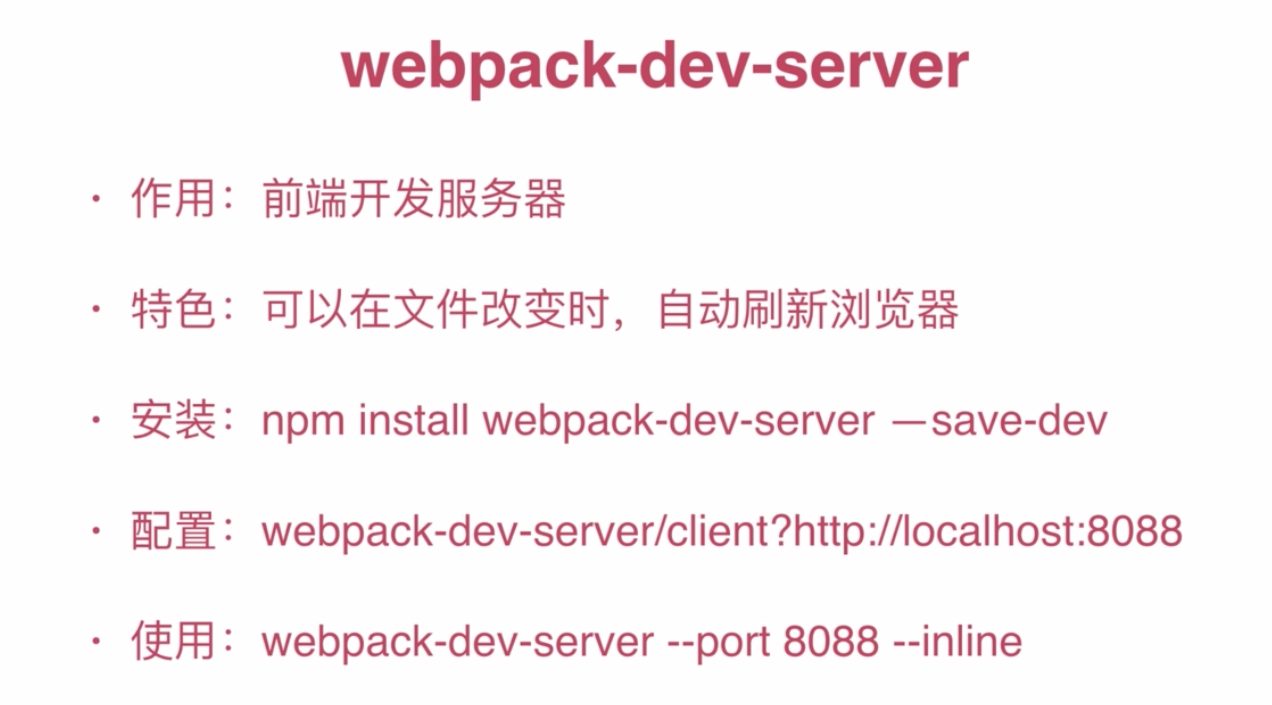 webpack-dev-server
· 作用：前端开发服务器
· 特色：可以在文件改变时，自动刷新浏览器
· 安装：npm install webpack-dev-server —save-dev
· 配置：webpack-dev-server/client?http://localhost:8088
· 使用：webpack-dev-server --port 8088 --inline